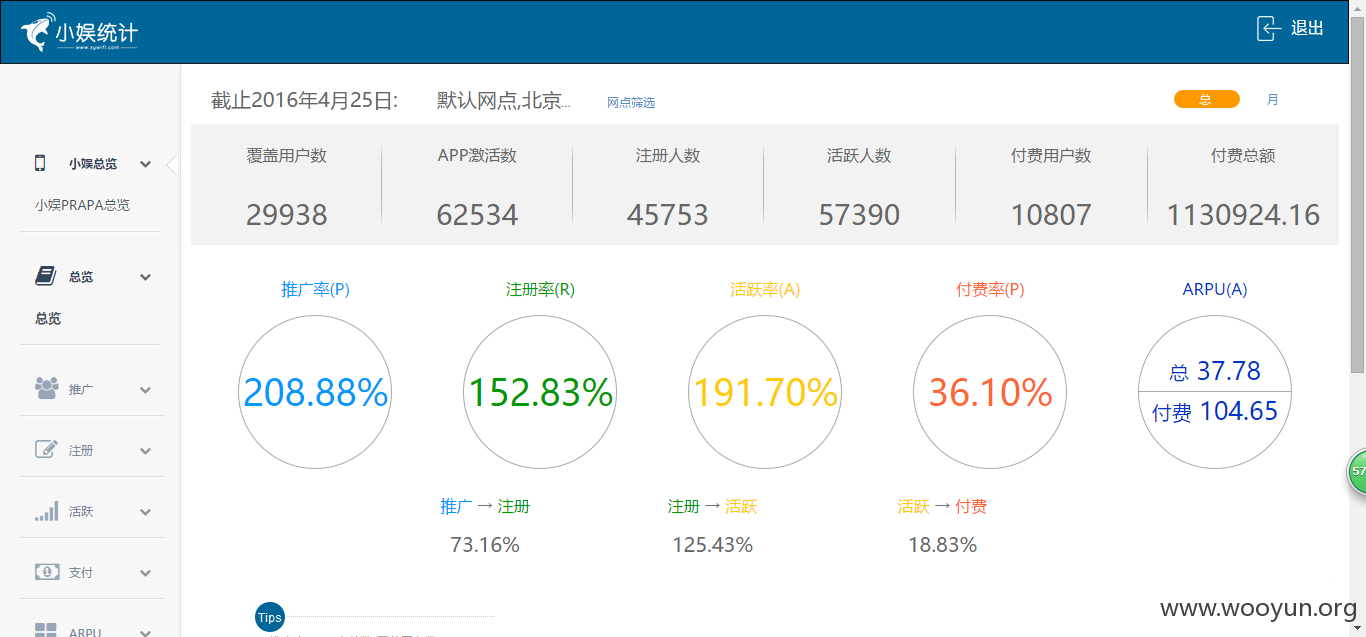 小娱统计
www.xywifi.com
退出
截止2016年4月25日: 默认网点,北京... 网点筛选 总 月
小娱总览
小娱PRAPA总览
总览
总览
推广
注册
活跃
支付
ARPU
覆盖用户数 APP激活数 注册人数 活跃人数 付费用户数 付费总额
29938 62534 45753 57390 10807 1130924.16
推广率(P) 注册率(R) 活跃率(A) 付费率(P) ARPU(A)
208.88% 152.83% 191.70% 36.10% 总 37.78
付费 104.65
推广 → 注册 注册 → 活跃 活跃 → 付费
73.16% 125.43% 18.83%
57
Tips
www.wooyun.org